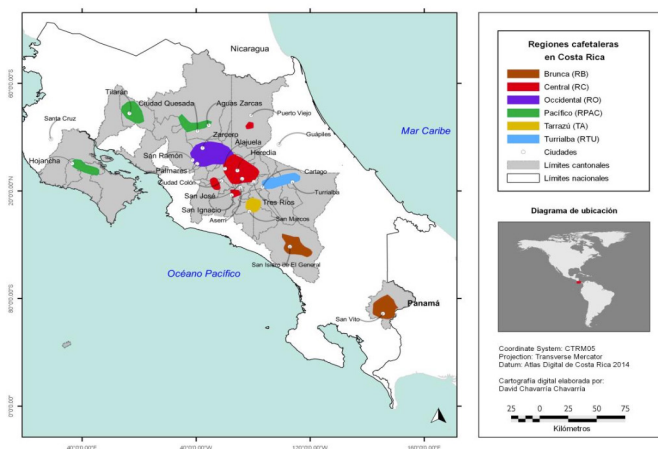 Nicaragua
Tilarán
Ciudad Quesada
Aguas Zarcas
Santa Cruz
Puerto Viejo
Mar Caribe
Zarcero
Guápiles
Alajuela
San Ramón
Heredia
Hojancha
Palmares
Cartago
Ciudad Colón
Turrialba
San José
Tres Ríos
San Ignacio
San Marcos
Aserrí
Océano Pacífico
San Isidro de El General
Panamá
San Vito
Regiones cafetaleras
en Costa Rica
Brunca (RB)
Central (RC)
Occidental (RO)
Pacífico (RPAC)
Tarrazú (TA)
Turrialba (RTU)
Ciudades
Límites cantonales
Límites nacionales
Diagrama de ubicación
Coordinate System: CTRM05
Projection: Transverse Mercator
Datum: Atlas Digital de Costa Rica 2014
Cartografía digital elaborada por:
David Chavarría Chavarría
25 0 25 50 75
Kilómetros